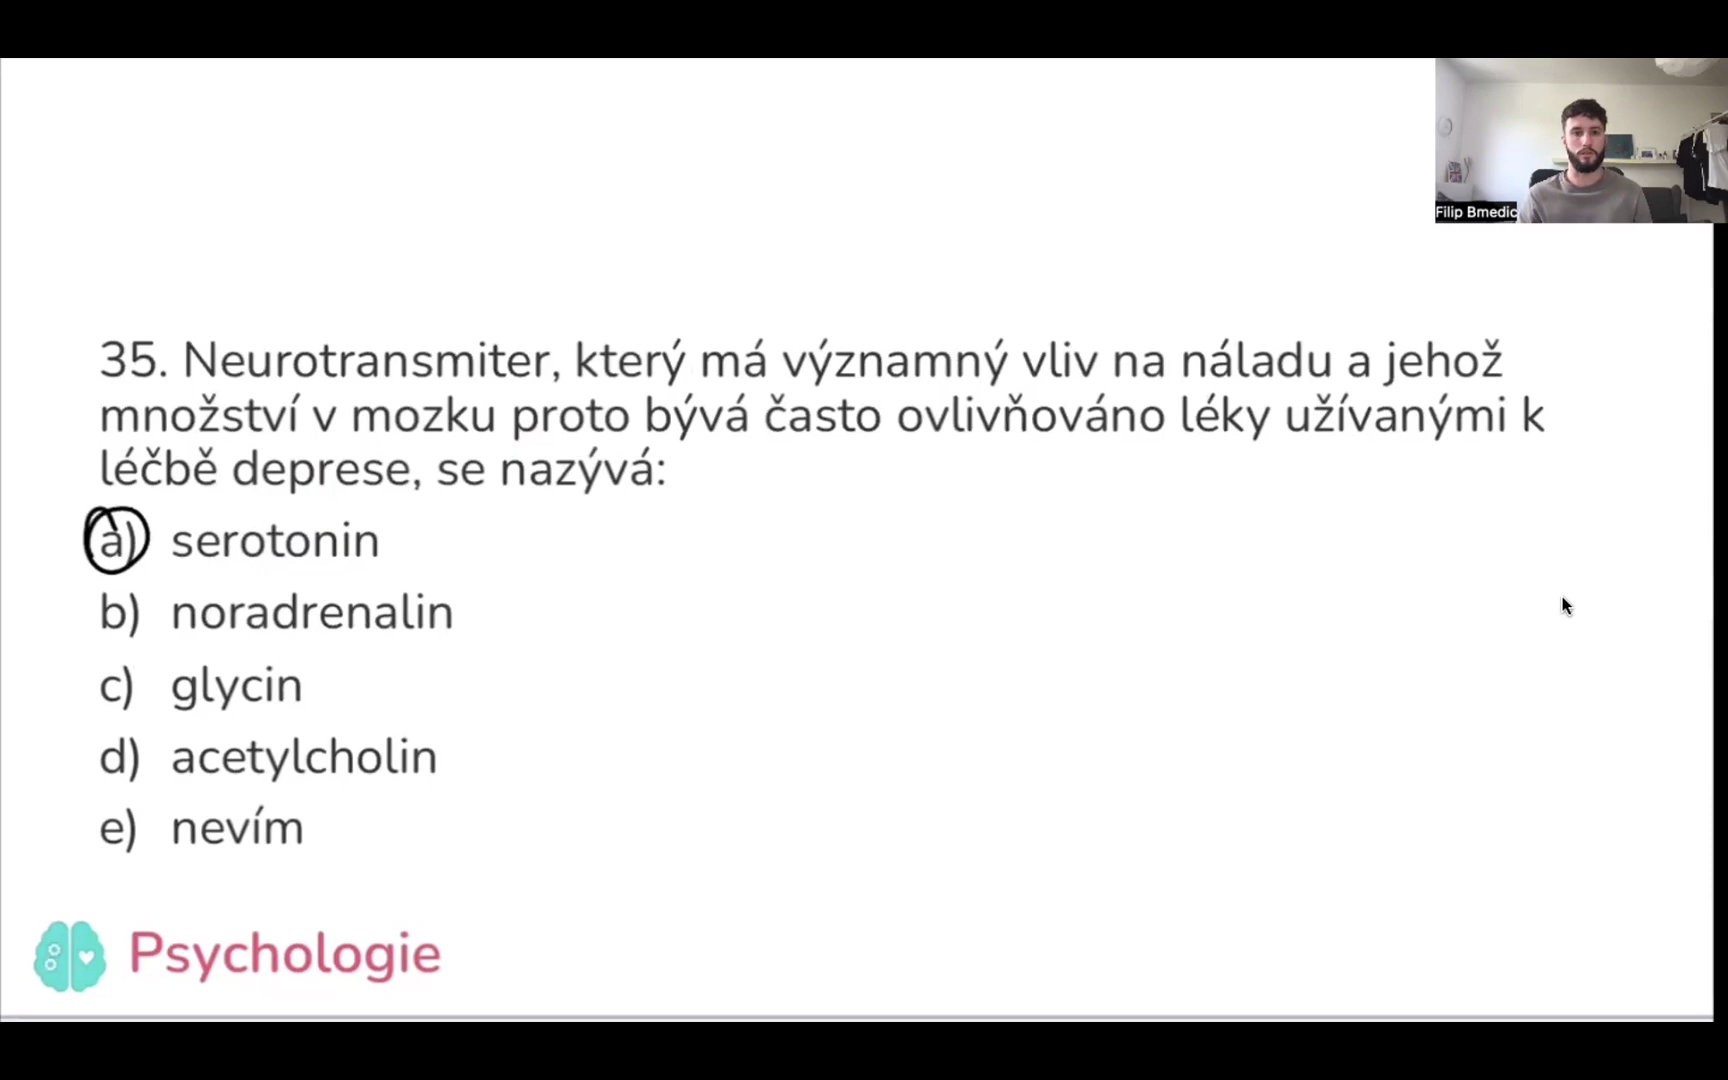 Filip Bmedic
35. Neurotransmiter, který má významný vliv na náladu a jehož
množství v mozku proto bývá často ovlivňováno léky užívanými k
léčbě deprese, se nazývá:
a) serotonin
b) noradrenalin
c) glycin
d) acetylcholin
e) nevím
Psychologie